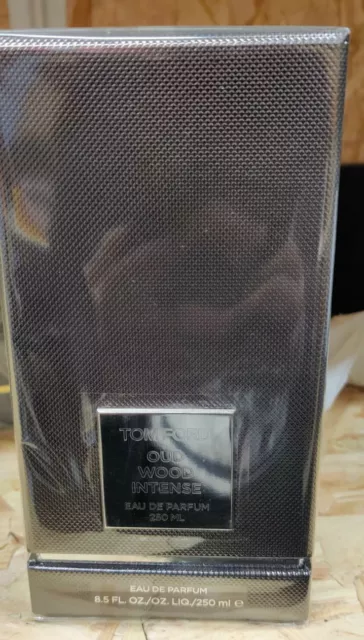 TOM FORD
OUD
WOOD
INTENSE
EAU DE PARFUM
250 ML
EAU DE PARFUM
8.5 FL. OZ./OZ. LIQ./250 ml ℮